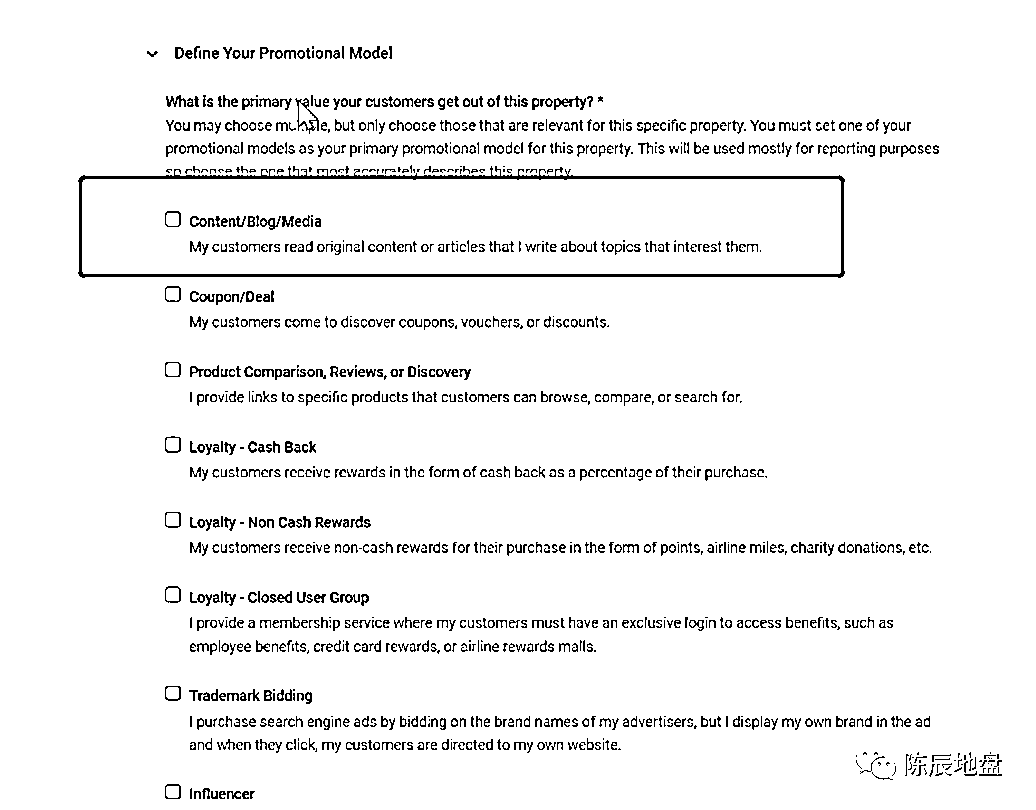 Define Your Promotional Model
What is the primary value your customers get out of this property? *
You may choose multiple, but only choose those that are relevant for this specific property. You must set one of your
promotional models as your primary promotional model for this property. This will be used mostly for reporting purposes
so choose the one that most accurately describes this property.
Content/Blog/Media
My customers read original content or articles that I write about topics that interest them.
Coupon/Deal
My customers come to discover coupons, vouchers, or discounts.
Product Comparison, Reviews, or Discovery
I provide links to specific products that customers can browse, compare, or search for.
Loyalty - Cash Back
My customers receive rewards in the form of cash back as a percentage of their purchase.
Loyalty - Non Cash Rewards
My customers receive non-cash rewards for their purchase in the form of points, airline miles, charity donations, etc.
Loyalty - Closed User Group
I provide a membership service where my customers must have an exclusive login to access benefits, such as
employee benefits, credit card rewards, or airline rewards malls.
Trademark Bidding
I purchase search engine ads by bidding on the brand names of my advertisers, but I display my own brand in the ad
and when they click, my customers are directed to my own website.
陈辰地盘
Influencer